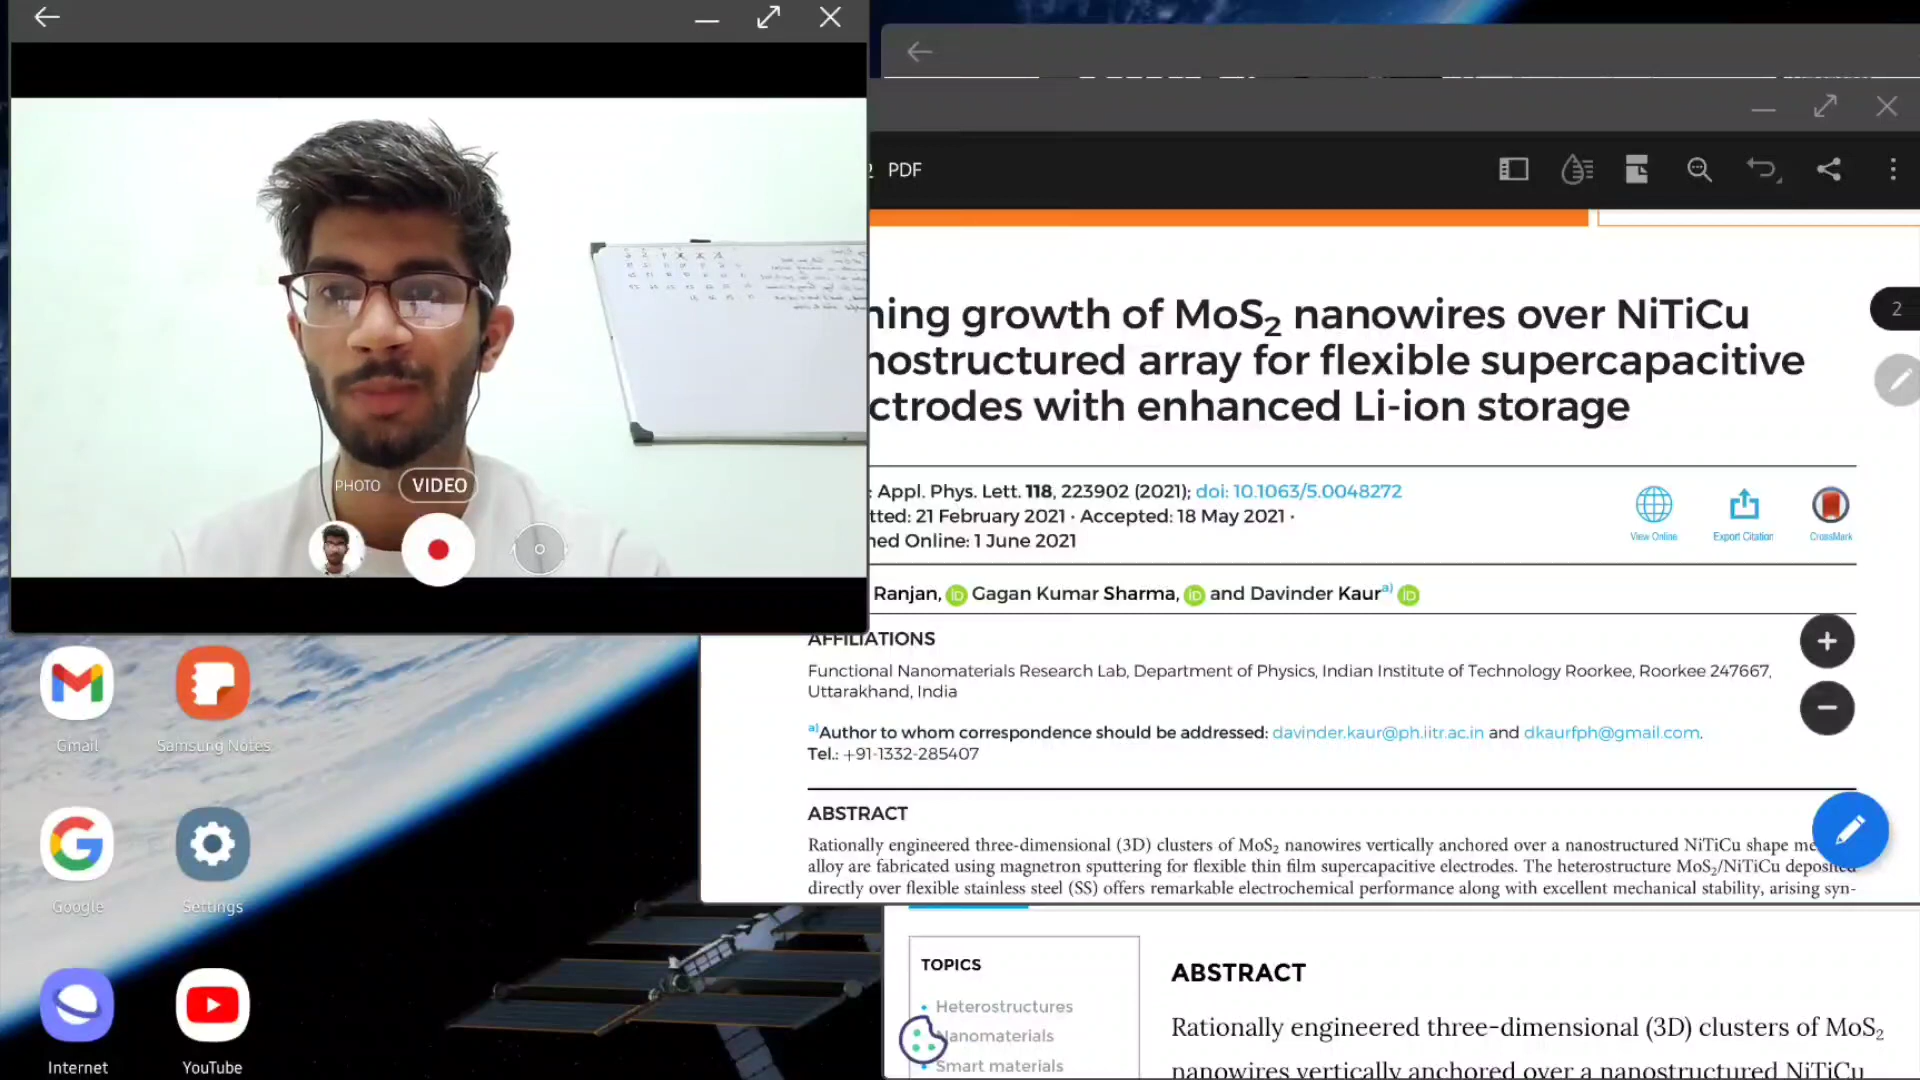 PHOTO VIDEO
PDF
ning growth of MoS₂ nanowires over NiTiCu
nostructured array for flexible supercapacitive
ctrodes with enhanced Li-ion storage
: Appl. Phys. Lett. 118, 223902 (2021); doi: 10.1063/5.0048272
tted: 21 February 2021 · Accepted: 18 May 2021 ·
ned Online: 1 June 2021
View Online
Export Citation
CrossMark
2
Ranjan, iD Gagan Kumar Sharma, iD and Davinder Kaur a) iD
AFFILIATIONS
Functional Nanomaterials Research Lab, Department of Physics, Indian Institute of Technology Roorkee, Roorkee 247667,
Uttarakhand, India
a)Author to whom correspondence should be addressed: davinder.kaur@ph.iitr.ac.in and dkaurfph@gmail.com.
Tel.: +91-1332-285407
ABSTRACT
Rationally engineered three-dimensional (3D) clusters of MoS₂ nanowires vertically anchored over a nanostructured NiTiCu shape me
alloy are fabricated using magnetron sputtering for flexible thin film supercapacitive electrodes. The heterostructure MoS₂/NiTiCu deposited
directly over flexible stainless steel (SS) offers remarkable electrochemical performance along with excellent mechanical stability, arising syn-
TOPICS
Heterostructures
Nanomaterials
Smart materials
ABSTRACT
Rationally engineered three-dimensional (3D) clusters of MoS₂
nanowires vertically anchored over a nanostructured NiTiCu
Gmail
Samsung Notes
Google
Settings
Internet
YouTube